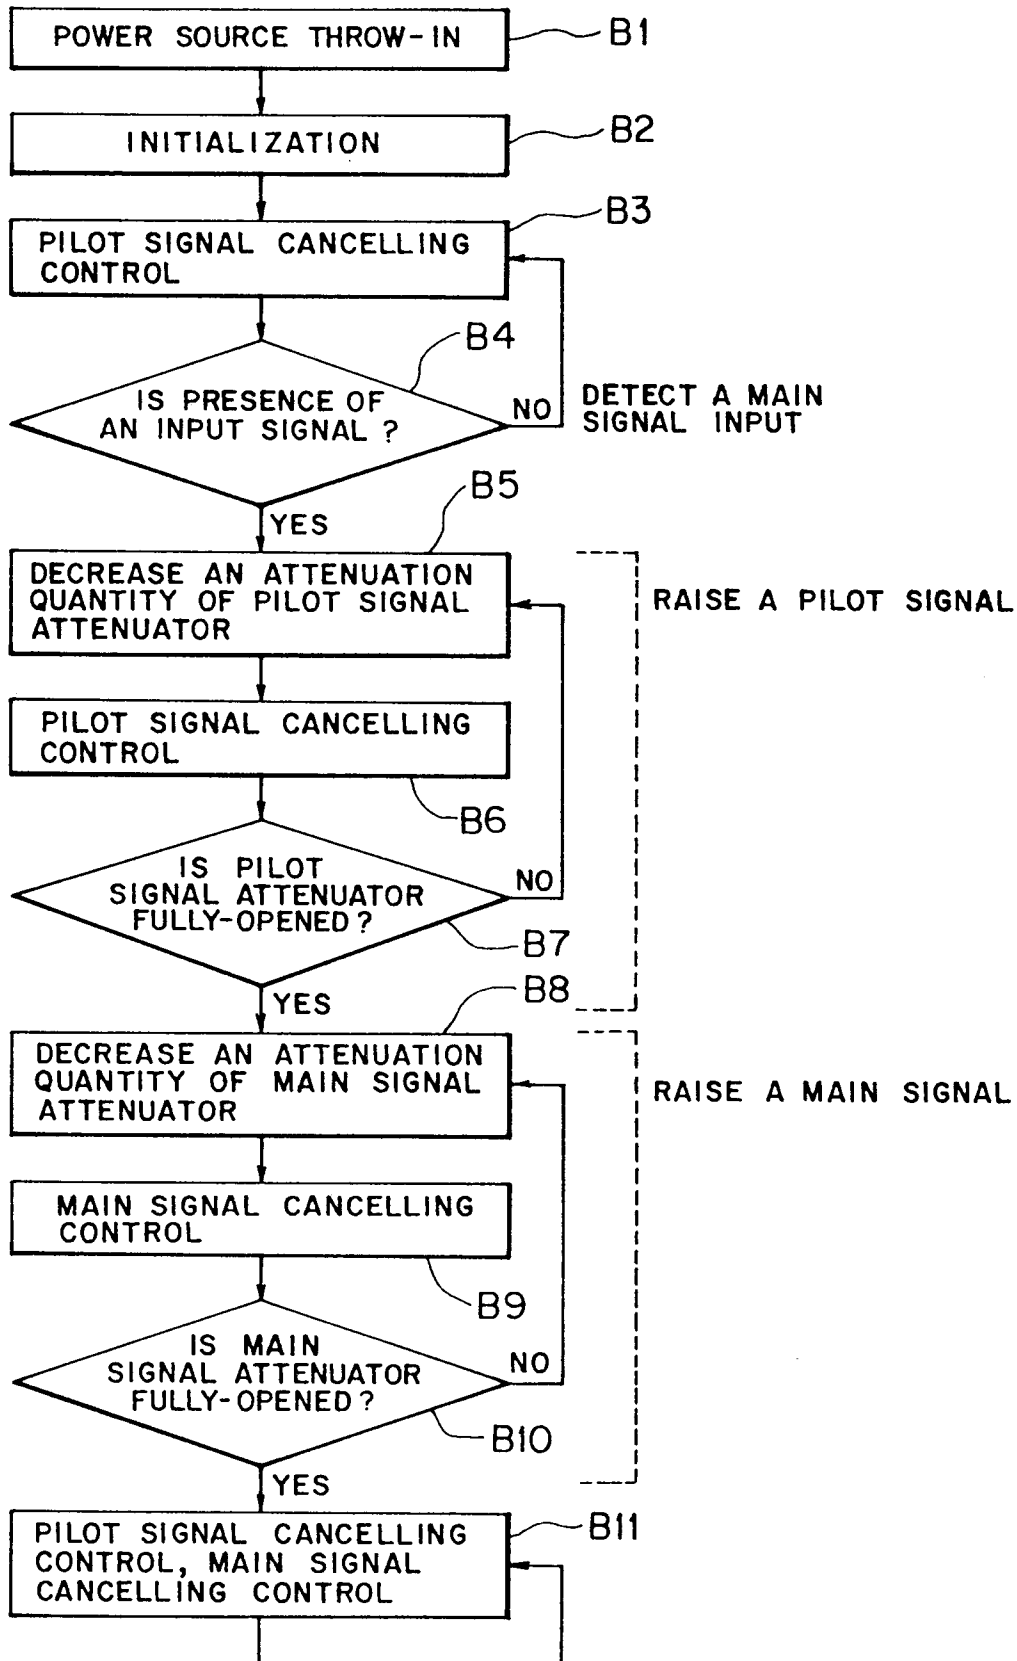 POWER SOURCE THROW-IN
B1
INITIALIZATION
B2
B3
PILOT SIGNAL CANCELLING
CONTROL
B4
IS PRESENCE OF
AN INPUT SIGNAL ?
NO
DETECT A MAIN
SIGNAL INPUT
YES
B5
DECREASE AN ATTENUATION
QUANTITY OF PILOT SIGNAL
ATTENUATOR
RAISE A PILOT SIGNAL
PILOT SIGNAL CANCELLING
CONTROL
B6
IS PILOT
SIGNAL ATTENUATOR
FULLY-OPENED ?
NO
B7
YES
B8
DECREASE AN ATTENUATION
QUANTITY OF MAIN SIGNAL
ATTENUATOR
RAISE A MAIN SIGNAL
MAIN SIGNAL CANCELLING
CONTROL
B9
IS MAIN
SIGNAL ATTENUATOR
FULLY-OPENED ?
NO
B10
YES
B11
PILOT SIGNAL CANCELLING
CONTROL, MAIN SIGNAL
CANCELLING CONTROL